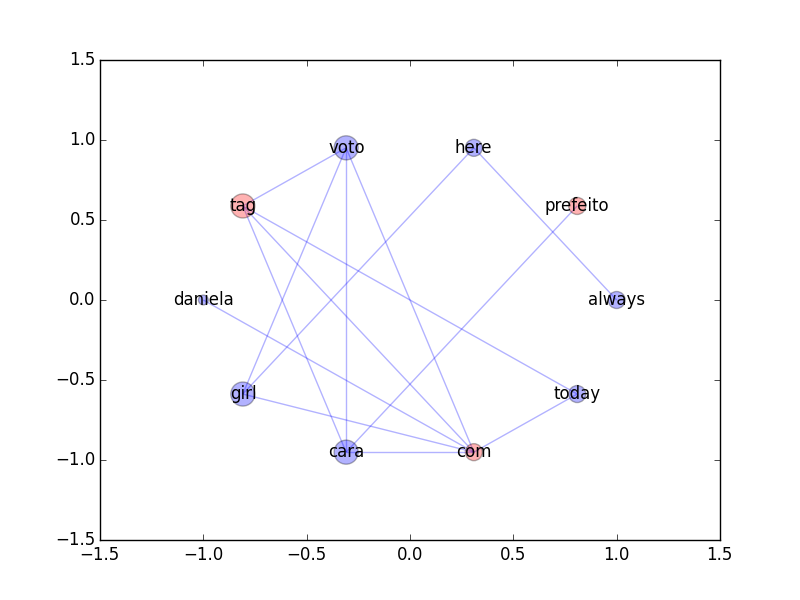 1.5
voto here
1.0
tag prefeito
0.5
daniela always
0.0
girl today
−0.5
cara com
−1.0
−1.5
−1.5 −1.0 −0.5 0.0 0.5 1.0 1.5